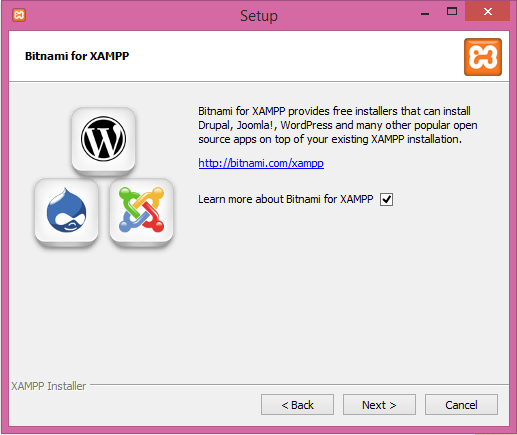 Setup
Bitnami for XAMPP
Bitnami for XAMPP provides free installers that can install
Drupal, Joomla!, WordPress and many other popular open
source apps on top of your existing XAMPP installation.
http://bitnami.com/xampp
Learn more about Bitnami for XAMPP
XAMPP Installer
< Back
Next >
Cancel